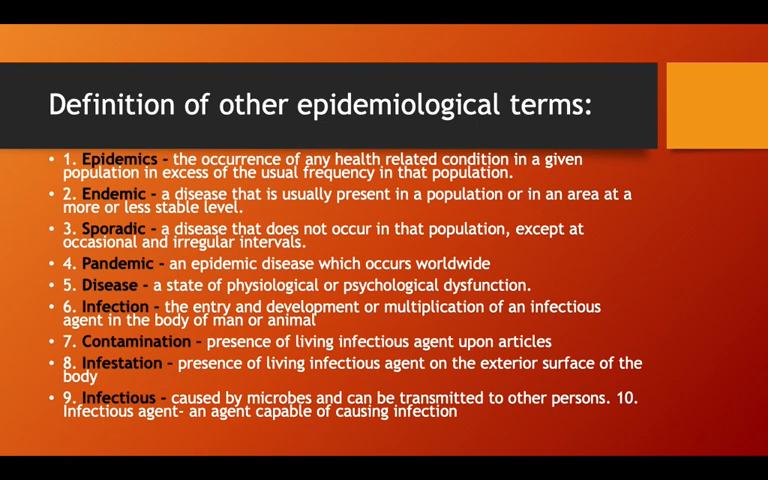 Definition of other epidemiological terms:
• 1. Epidemics - the occurrence of any health related condition in a given
population in excess of the usual frequency in that population.
• 2. Endemic - a disease that is usually present in a population or in an area at a
more or less stable level.
• 3. Sporadic - a disease that does not occur in that population, except at
occasional and irregular intervals.
• 4. Pandemic - an epidemic disease which occurs worldwide
• 5. Disease - a state of physiological or psychological dysfunction.
• 6. Infection - the entry and development or multiplication of an infectious
agent in the body of man or animal
• 7. Contamination - presence of living infectious agent upon articles
• 8. Infestation – presence of living infectious agent on the exterior surface of the
body
• 9. Infectious - caused by microbes and can be transmitted to other persons. 10.
Infectious agent- an agent capable of causing infection